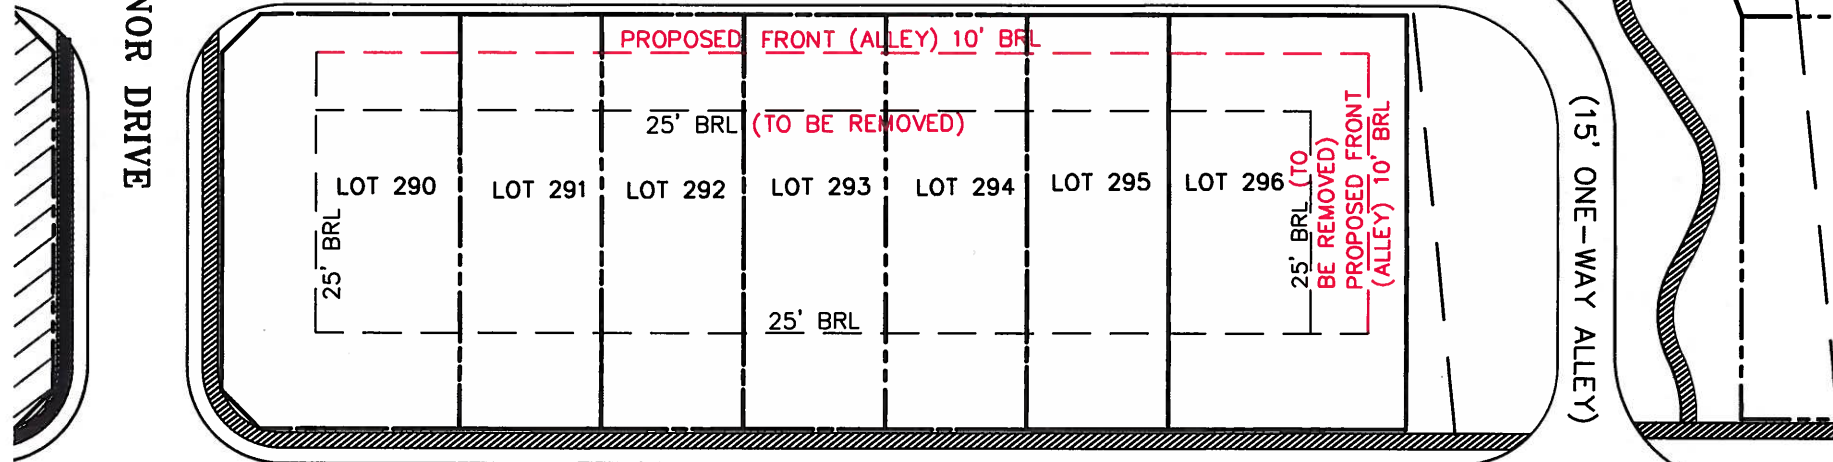 NOR DRIVE
PROPOSED FRONT (ALLEY) 10' BRL
25' BRL (TO BE REMOVED)
LOT 290
LOT 291
LOT 292
LOT 293
LOT 294
LOT 295
LOT 296
25' BRL
25' BRL
25' BRL (TO
BE REMOVED)
PROPOSED FRONT
(ALLEY) 10' BRL
(15' ONE-WAY ALLEY)